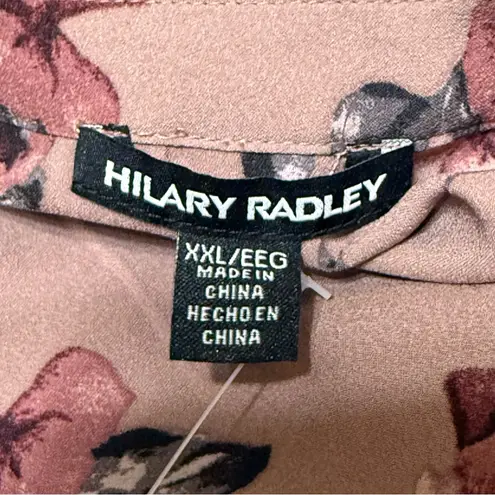 HILARY RADLEY
XXL/EEG
MADE IN
CHINA
HECHO EN
CHINA